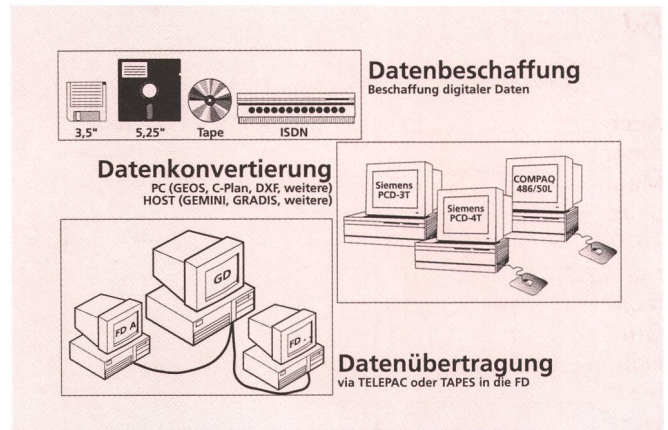 Datenbeschaffung
Beschaffung digitaler Daten
3,5" 5,25" Tape ISDN
Datenkonvertierung
PC (GEOS, C-Plan, DXF, weitere)
HOST (GEMINI, GRADIS, weitere)
Siemens
PCD-3T
Siemens
PCD-4T
COMPAQ
486/50L
GD
FD A
FD . .
Datenübertragung
via TELEPAC oder TAPES in die FD